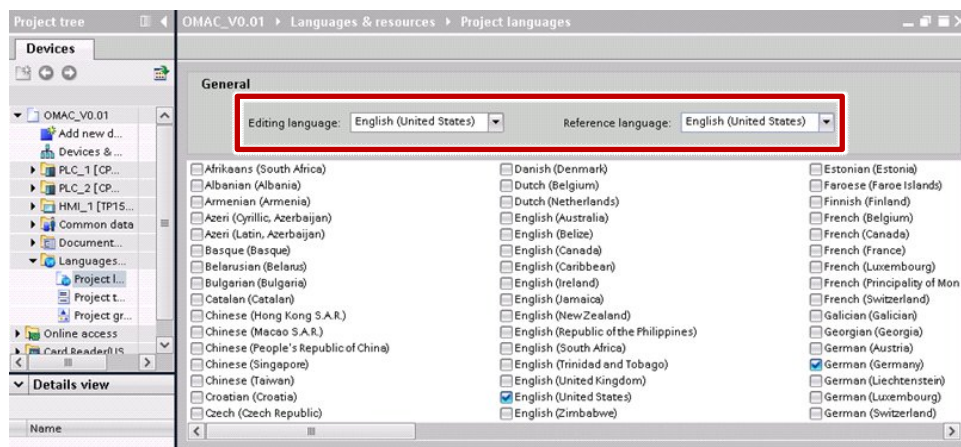 Project tree
OMAC_V0.01 ▸ Languages & resources ▸ Project languages
Devices
General
Editing language: English (United States)
Reference language: English (United States)
OMAC_V0.01
Add new d...
Devices & ...
PLC_1 [CP...
PLC_2 [CP...
HMI_1 [TP15...
Common data
Document...
Languages...
Project l...
Project t...
Project gr...
Online access
Card Reader/US
Details view
Name
Afrikaans (South Africa)
Albanian (Albania)
Armenian (Armenia)
Azeri (Cyrillic, Azerbaijan)
Azeri (Latin, Azerbaijan)
Basque (Basque)
Belarusian (Belarus)
Bulgarian (Bulgaria)
Catalan (Catalan)
Chinese (Hong Kong S.A.R.)
Chinese (Macao S.A.R.)
Chinese (People's Republic of China)
Chinese (Singapore)
Chinese (Taiwan)
Croatian (Croatia)
Czech (Czech Republic)
Danish (Denmark)
Dutch (Belgium)
Dutch (Netherlands)
English (Australia)
English (Belize)
English (Canada)
English (Caribbean)
English (Ireland)
English (Jamaica)
English (New Zealand)
English (Republic of the Philippines)
English (South Africa)
English (Trinidad and Tobago)
English (United Kingdom)
English (United States)
English (Zimbabwe)
Estonian (Estonia)
Faroese (Faroe Islands)
Finnish (Finland)
French (Belgium)
French (Canada)
French (France)
French (Luxembourg)
French (Principality of Mon
French (Switzerland)
Galician (Galician)
Georgian (Georgia)
German (Austria)
German (Germany)
German (Liechtenstein)
German (Luxembourg)
German (Switzerland)